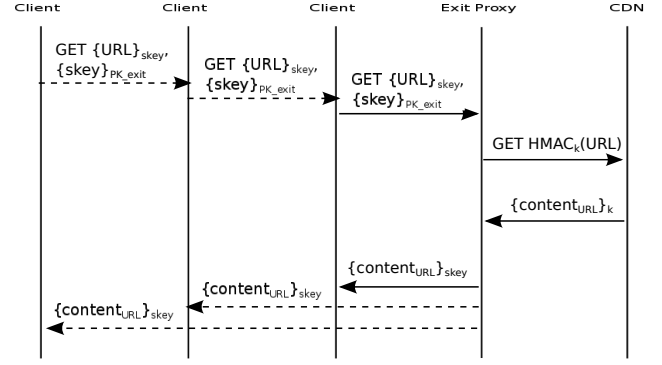 Client Client Client Exit Proxy CDN
GET {URL}skey,
{skey}PK_exit
GET {URL}skey,
{skey}PK_exit
GET {URL}skey,
{skey}PK_exit
GET HMACk(URL)
{contentURL}k
{contentURL}skey
{contentURL}skey
{contentURL}skey